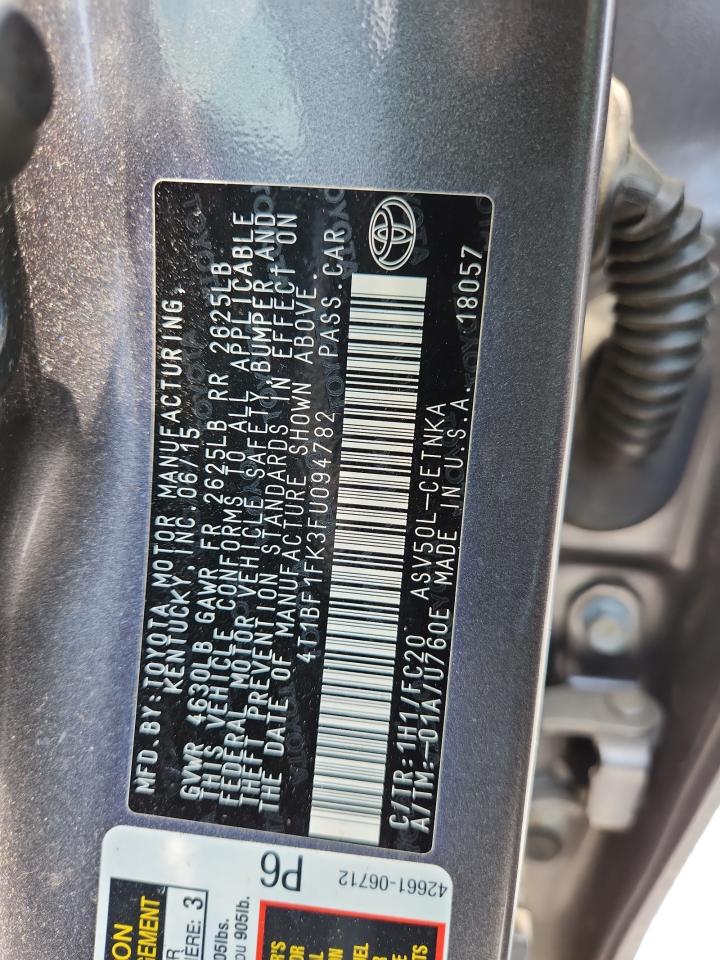 MFD. BY: TOYOTA MOTOR MANUFACTURING,
KENTUCKY, INC. 06/15
GVWR 4630LB GAWR FR 2625LB RR 2625LB
THIS VEHICLE CONFORMS TO ALL APPLICABLE
FEDERAL MOTOR VEHICLE SAFETY, BUMPER AND
THEFT PREVENTION STANDARDS IN EFFECT ON
THE DATE OF MANUFACTURE SHOWN ABOVE.
4T1BF1FK3FU094782 PASS.CAR
C/TR:1H1/FC20 ASV50L-CETNKA
A/TM:-01A/U760E MADE IN U.S.A. 18057
P6
42661-06712
3
905lb.